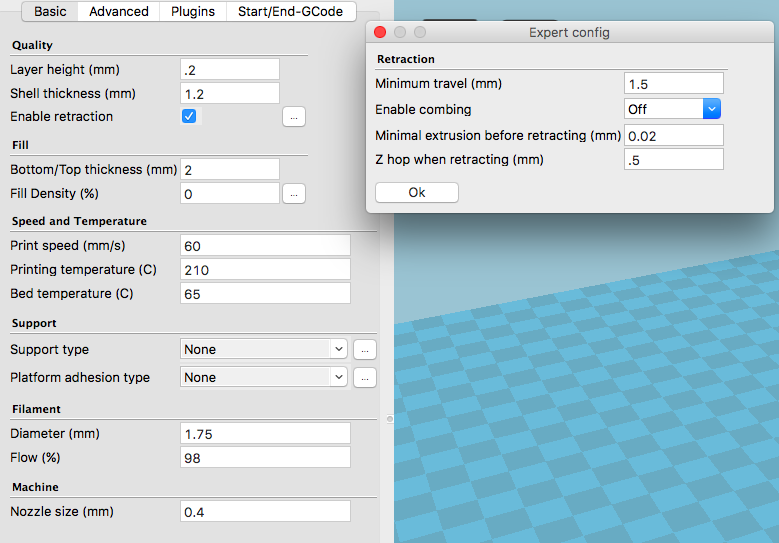 Basic Advanced Plugins Start/End-GCode
Quality
Layer height (mm) .2
Shell thickness (mm) 1.2
Enable retraction ...
Fill
Bottom/Top thickness (mm) 2
Fill Density (%) 0 ...
Speed and Temperature
Print speed (mm/s) 60
Printing temperature (C) 210
Bed temperature (C) 65
Support
Support type None ...
Platform adhesion type None ...
Filament
Diameter (mm) 1.75
Flow (%) 98
Machine
Nozzle size (mm) 0.4
Expert config
Retraction
Minimum travel (mm) 1.5
Enable combing Off
Minimal extrusion before retracting (mm) 0.02
Z hop when retracting (mm) .5
Ok